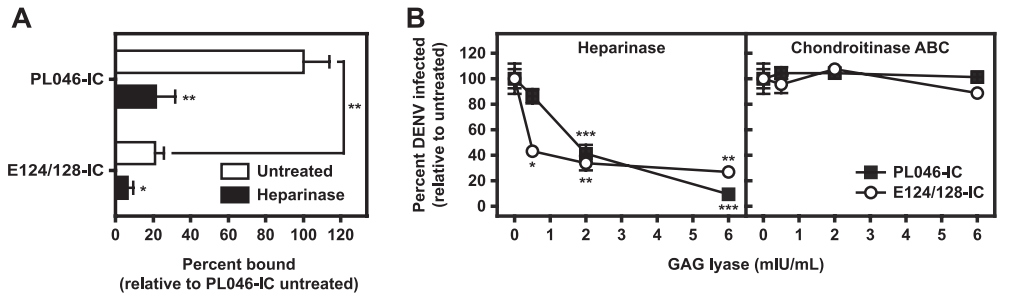 A
PL046-IC
**
**
E124/128-IC
*
Untreated
Heparinase
0 20 40 60 80 100 120
Percent bound
(relative to PL046-IC untreated)
B
Percent DENV infected
(relative to untreated)
120
100
80
60
40
20
0
Heparinase
***
*
**
**
***
0 1 2 3 4 5 6
Chondroitinase ABC
PL046-IC
E124/128-IC
0 1 2 3 4 5 6
GAG lyase (mIU/mL)